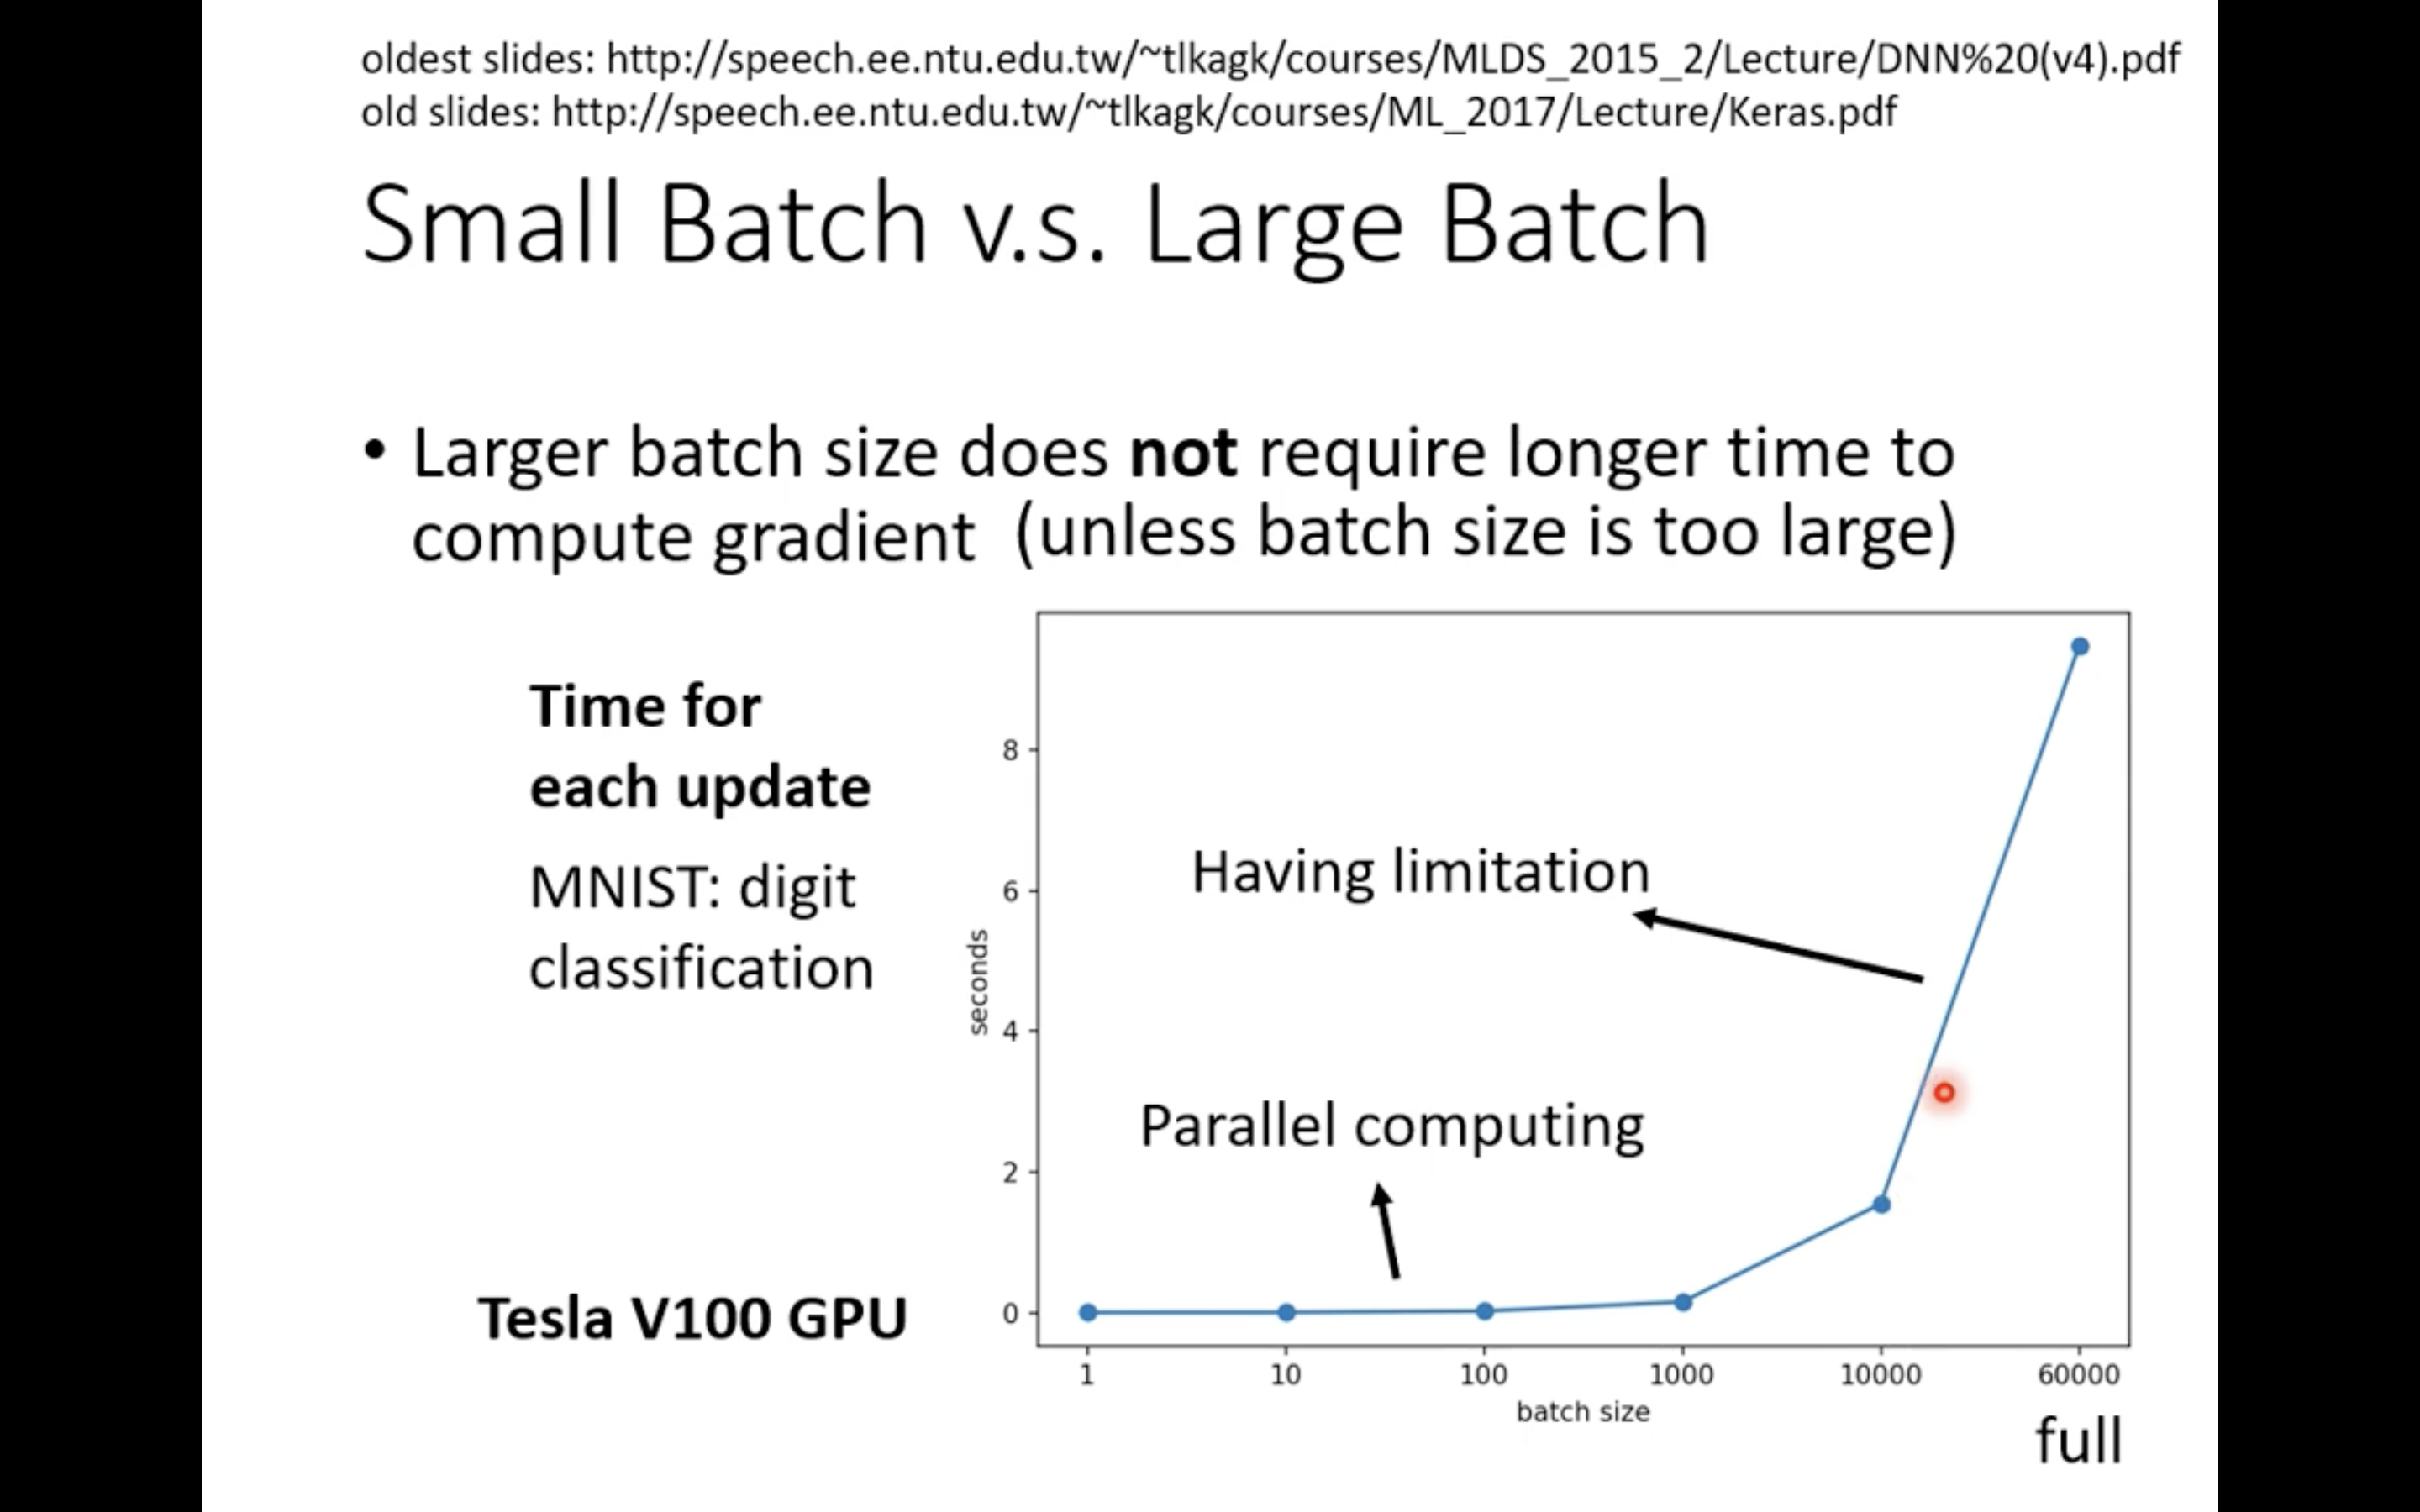 oldest slides: http://speech.ee.ntu.edu.tw/~tlkagk/courses/MLDS_2015_2/Lecture/DNN%20(v4).pdf
old slides: http://speech.ee.ntu.edu.tw/~tlkagk/courses/ML_2017/Lecture/Keras.pdf
Small Batch v.s. Large Batch
• Larger batch size does not require longer time to
compute gradient (unless batch size is too large)
Time for
each update
MNIST: digit
classification
Tesla V100 GPU
seconds
8
6
4
2
0
Having limitation
Parallel computing
1 10 100 1000 10000 60000
batch size
full